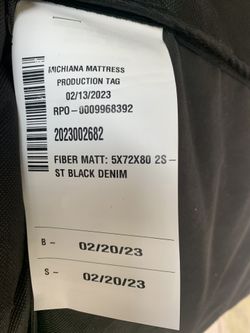 MICHIANA MATTRESS
PRODUCTION TAG
02/13/2023
RPO-0009968392
2023002682
FIBER MATT: 5X72X80 2S-
ST BLACK DENIM
B - 02/20/23
S - 02/20/23